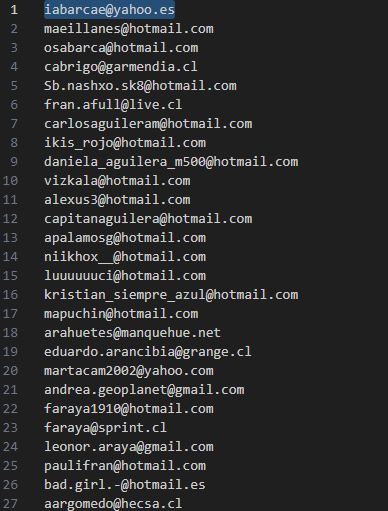 1 iabarcae@yahoo.es
2 maeillanes@hotmail.com
3 osabarca@hotmail.com
4 cabrigo@garmendia.cl
5 Sb.nashxo.sk8@hotmail.com
6 fran.afull@live.cl
7 carlosaguileram@hotmail.com
8 ikis_rojo@hotmail.com
9 daniela_aguilera_m500@hotmail.com
10 vizkala@hotmail.com
11 alexus3@hotmail.com
12 capitanaguilera@hotmail.com
13 apalamosg@hotmail.com
14 niikhox__@hotmail.com
15 luuuuuuci@hotmail.com
16 kristian_siempre_azul@hotmail.com
17 mapuchin@hotmail.com
18 arahuetes@manquehue.net
19 eduardo.arancibia@grange.cl
20 martacam2002@yahoo.com
21 andrea.geoplanet@gmail.com
22 faraya1910@hotmail.com
23 faraya@sprint.cl
24 leonor.araya@gmail.com
25 paulifran@hotmail.com
26 bad.girl.-@hotmail.es
27 aargomedo@hecsa.cl